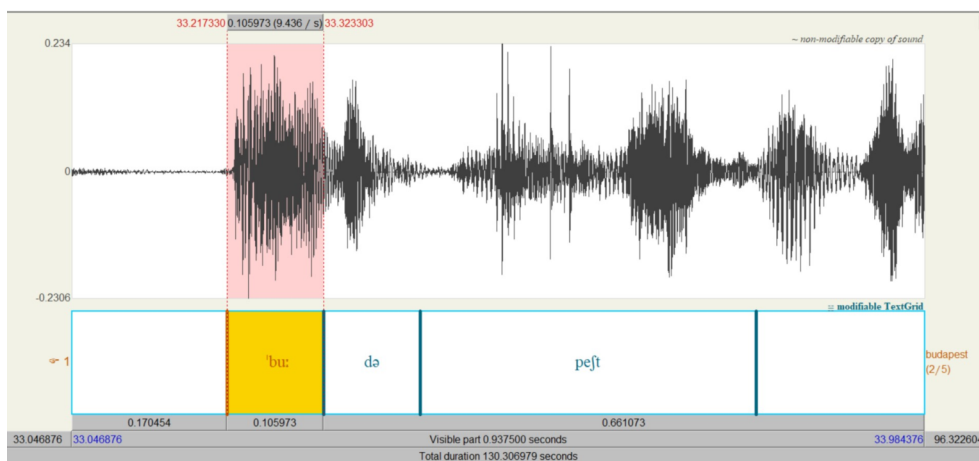 33.217330 0.105973 (9.436 / s) 33.323303
0.234
~ non-modifiable copy of sound
0
-0.2306
modifiable TextGrid
1 ˈbuː də peʃt budapest
(2/5)
0.170454 0.105973 0.661073
33.046876 33.046876 Visible part 0.937500 seconds 33.984376 96.322604
Total duration 130.306979 seconds